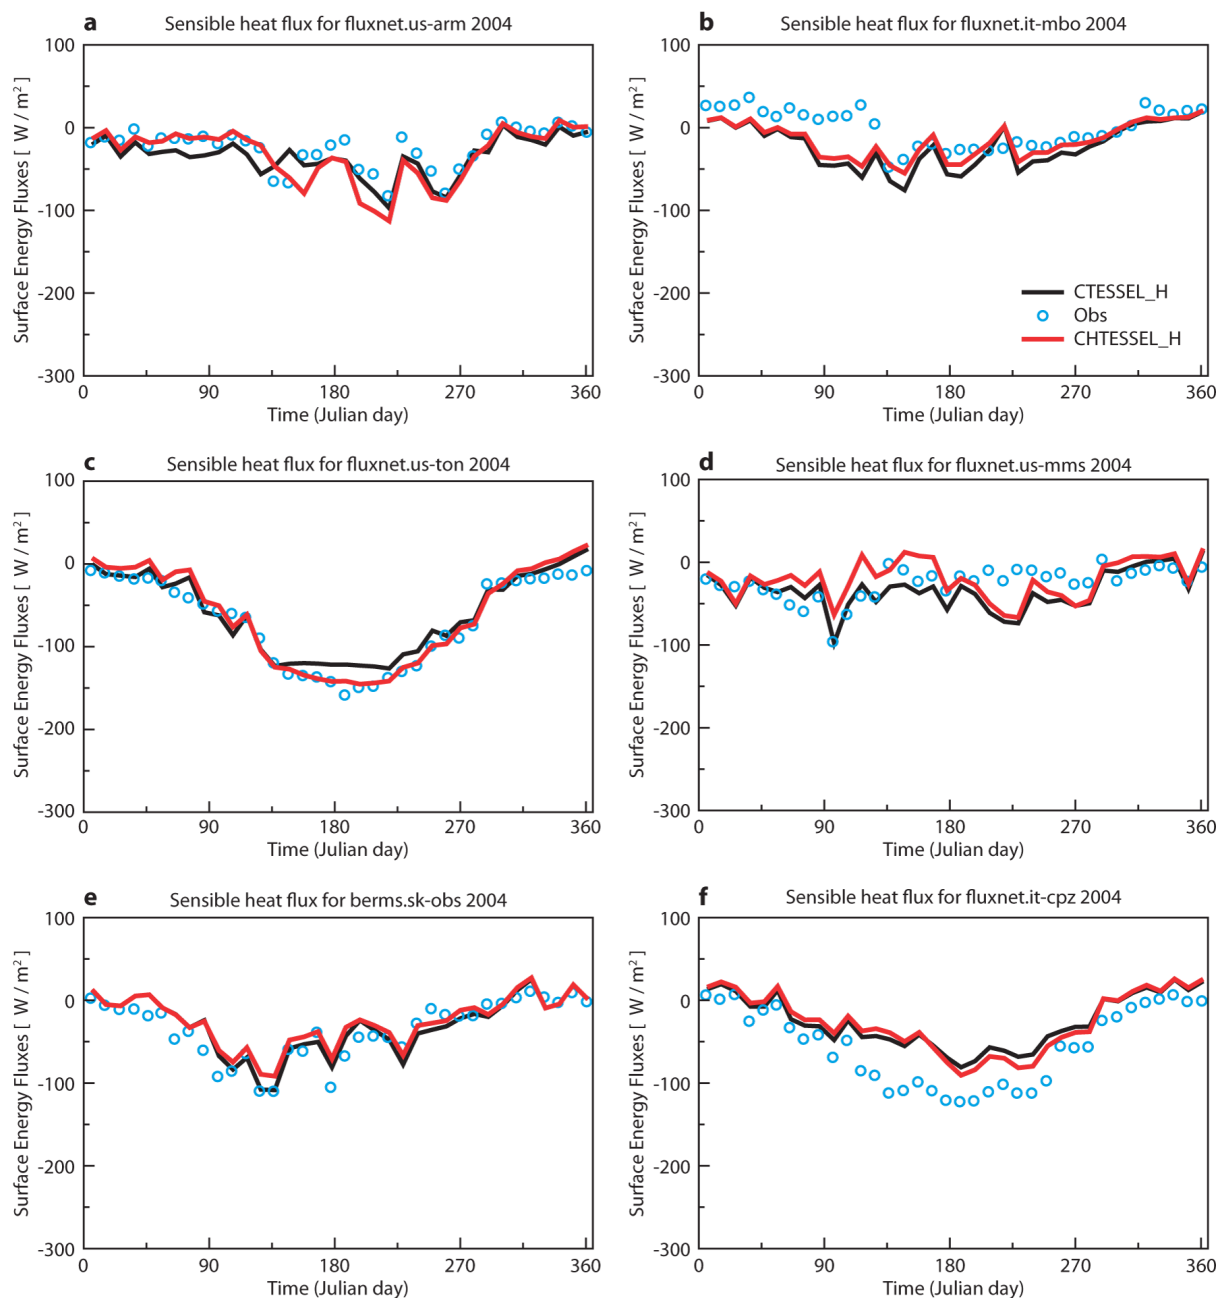 a Sensible heat flux for fluxnet.us-arm 2004
100
0
-100
-200
-300
Surface Energy Fluxes [ W / m² ]
0 90 180 270 360
Time (Julian day)
b Sensible heat flux for fluxnet.it-mbo 2004
100
0
-100
-200
-300
Surface Energy Fluxes [ W / m² ]
CTESSEL_H
Obs
CHTESSEL_H
0 90 180 270 360
Time (Julian day)
c Sensible heat flux for fluxnet.us-ton 2004
100
0
-100
-200
-300
Surface Energy Fluxes [ W / m² ]
0 90 180 270 360
Time (Julian day)
d Sensible heat flux for fluxnet.us-mms 2004
100
0
-100
-200
-300
Surface Energy Fluxes [ W / m² ]
0 90 180 270 360
Time (Julian day)
e Sensible heat flux for berms.sk-obs 2004
100
0
-100
-200
-300
Surface Energy Fluxes [ W / m² ]
0 90 180 270 360
Time (Julian day)
f Sensible heat flux for fluxnet.it-cpz 2004
100
0
-100
-200
-300
Surface Energy Fluxes [ W / m² ]
0 90 180 270 360
Time (Julian day)